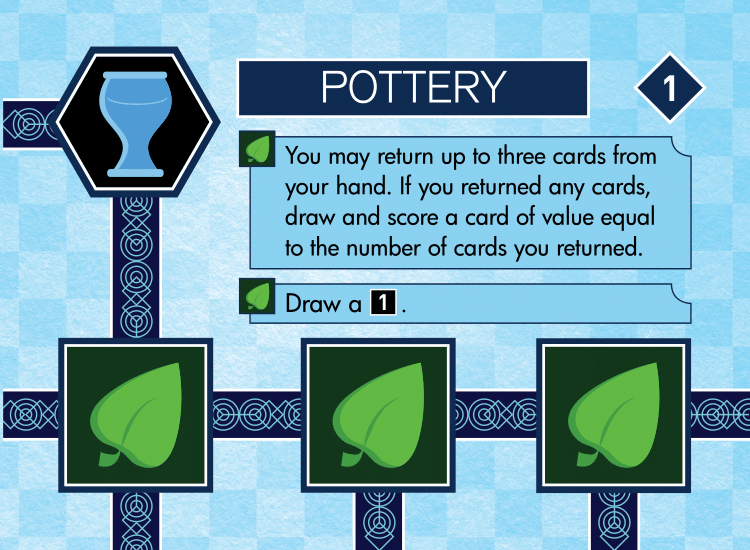 POTTERY
1
You may return up to three cards from
your hand. If you returned any cards,
draw and score a card of value equal
to the number of cards you returned.
Draw a 1 .